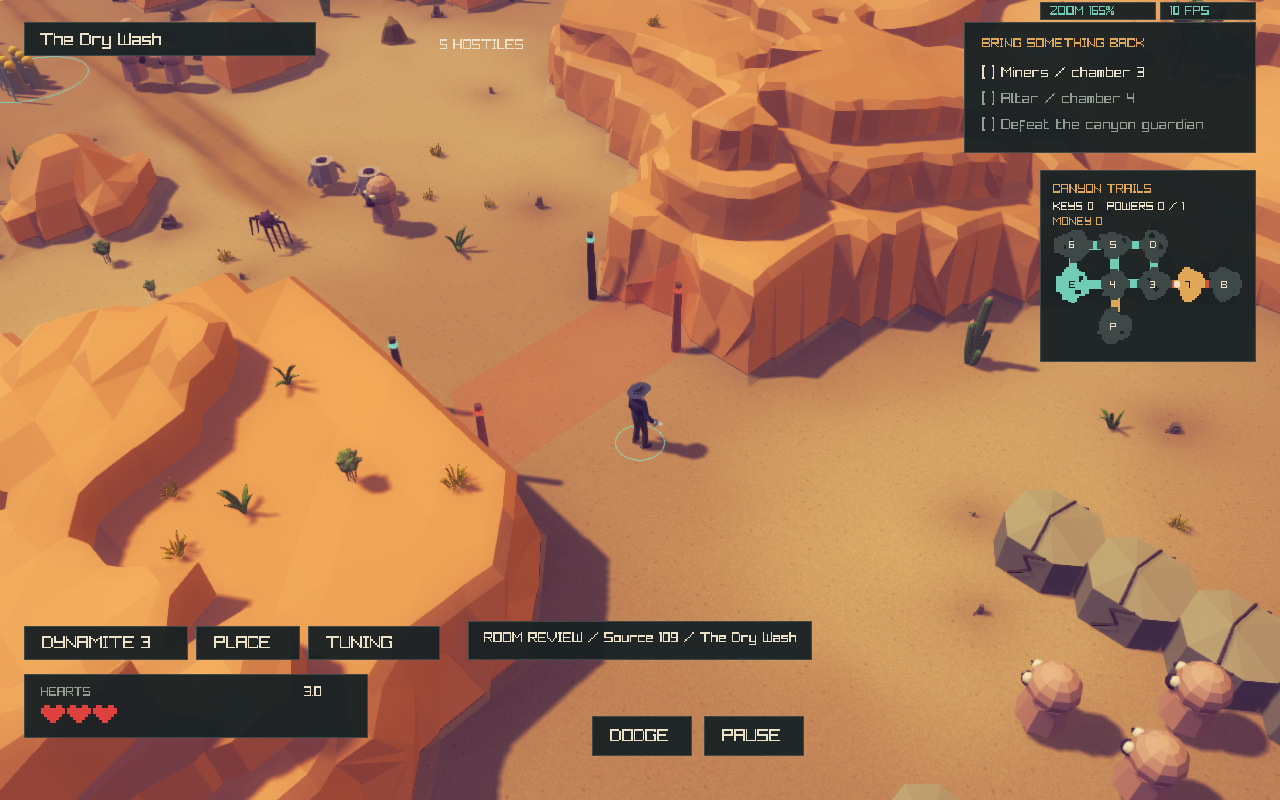 ZOOM 165%
10 FPS
The Dry Wash
5 HOSTILES
BRING SOMETHING BACK
[ ] Miners / chamber 3
[ ] Altar / chamber 4
[ ] Defeat the canyon guardian
CANYON TRAILS
KEYS 0 POWERS 0 / 1
MONEY 0
6 5 D
E 4 3 7 B
P
DYNAMITE 3
PLACE
TUNING
ROOM REVIEW / Source 109 / The Dry Wash
HEARTS 30
DODGE
PAUSE